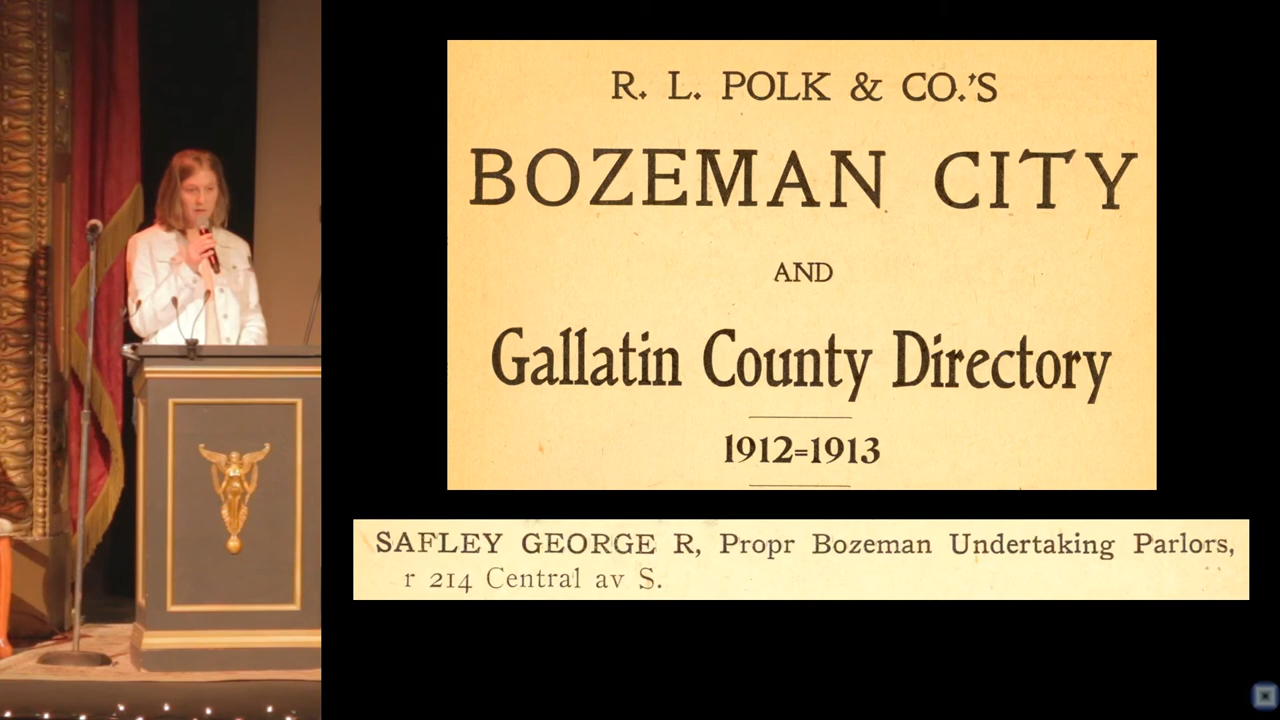 R. L. POLK & CO.'S
BOZEMAN CITY
AND
Gallatin County Directory
1912=1913
SAFLEY GEORGE R, Propr Bozeman Undertaking Parlors,
r 214 Central av S.